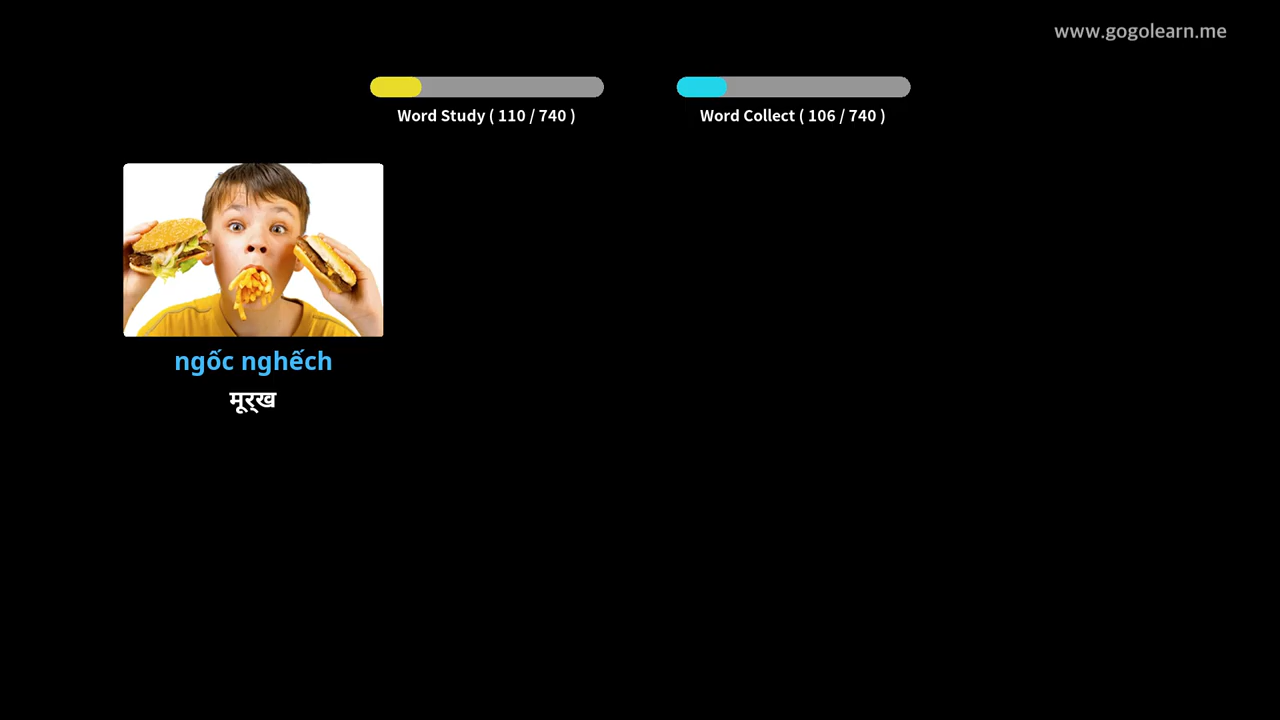 www.gogolearn.me
Word Study ( 110 / 740 )
Word Collect ( 106 / 740 )
ngốc nghếch
मूर्ख